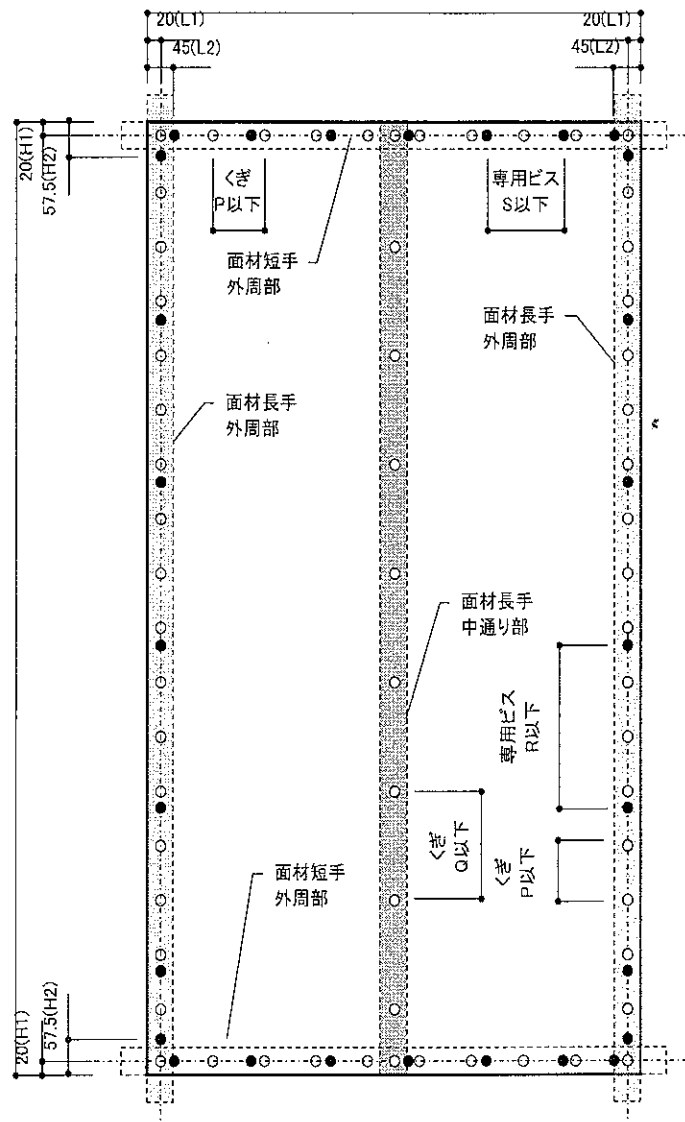 20(L1)
20(L1)
45(L2)
45(L2)
20(H1)
57.5(H2)
くぎ
P以下
専用ビス
S以下
面材短手
外周部
面材長手
外周部
面材長手
外周部
面材長手
中通り部
専用ビス
R以下
くぎ
Q以下
くぎ
P以下
面材短手
外周部
20(H1)
57.5(H2)